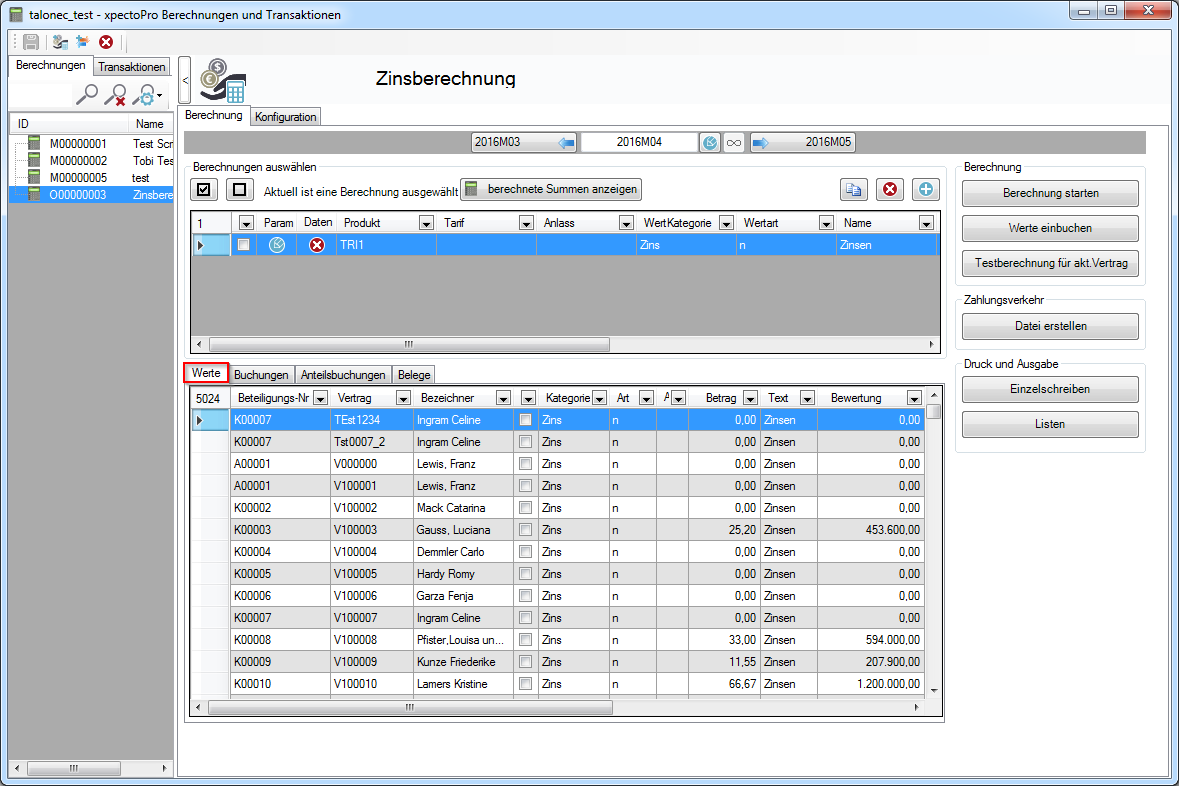 talonec_test - xpectoPro Berechnungen und Transaktionen
Berechnungen Transaktionen
ID Name
M00000001 Test Scr
M00000002 Tobi Tes
M00000005 test
O00000003 Zinsbere
<
Zinsberechnung
Berechnung Konfiguration
2016M03 2016M04 2016M05
Berechnungen auswählen
Aktuell ist eine Berechnung ausgewählt berechnete Summen anzeigen
1 Param Daten Produkt Tarif Anlass WertKategorie Wertart Name
TRI1 Zins n Zinsen
Werte Buchungen Anteilsbuchungen Belege
5024 Beteiligungs-Nr Vertrag Bezeichner Kategorie Art Betrag Text Bewertung
K00007 TEst1234 Ingram Celine Zins n 0,00 Zinsen 0,00
K00007 Tst0007_2 Ingram Celine Zins n 0,00 Zinsen 0,00
A00001 V000000 Lewis, Franz Zins n 0,00 Zinsen 0,00
A00001 V100001 Lewis, Franz Zins n 0,00 Zinsen 0,00
K00002 V100002 Mack Catarina Zins n 0,00 Zinsen 0,00
K00003 V100003 Gauss, Luciana Zins n 25,20 Zinsen 453.600,00
K00004 V100004 Demmler Carlo Zins n 0,00 Zinsen 0,00
K00005 V100005 Hardy Romy Zins n 0,00 Zinsen 0,00
K00006 V100006 Garza Fenja Zins n 0,00 Zinsen 0,00
K00007 V100007 Ingram Celine Zins n 0,00 Zinsen 0,00
K00008 V100008 Pfister,Louisa un... Zins n 33,00 Zinsen 594.000,00
K00009 V100009 Kunze Friederike Zins n 11,55 Zinsen 207.900,00
K00010 V100010 Lamers Kristine Zins n 66,67 Zinsen 1.200.000,00
Berechnung
Berechnung starten
Werte einbuchen
Testberechnung für akt.Vertrag
Zahlungsverkehr
Datei erstellen
Druck und Ausgabe
Einzelschreiben
Listen